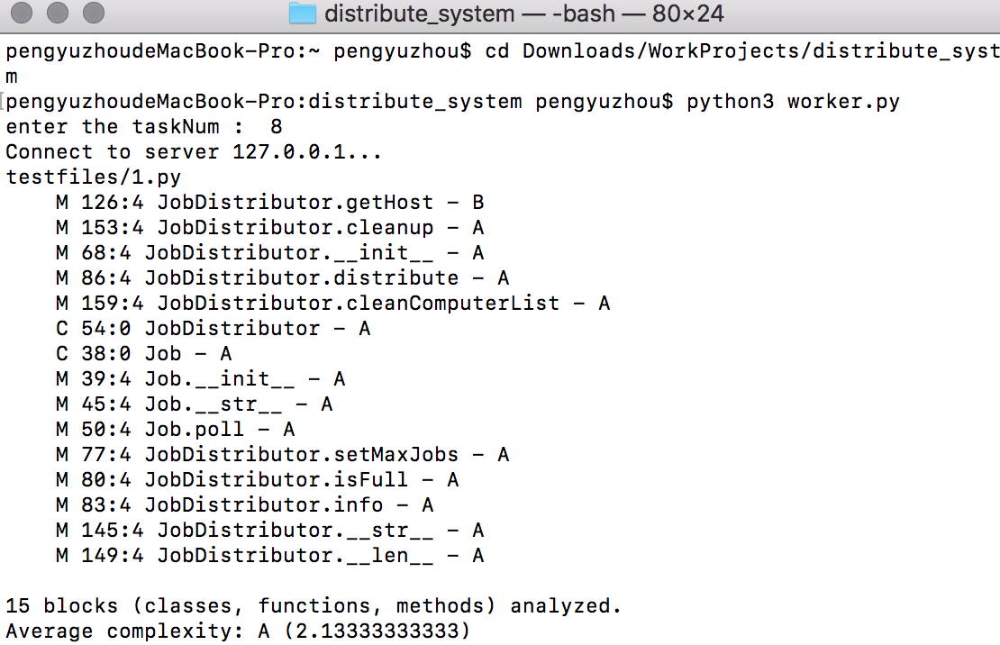 distribute_system — -bash — 80×24
pengyuzhoudeMacBook-Pro:~ pengyuzhou$ cd Downloads/WorkProjects/distribute_syst
m
pengyuzhoudeMacBook-Pro:distribute_system pengyuzhou$ python3 worker.py
enter the taskNum :  8
Connect to server 127.0.0.1...
testfiles/1.py
    M 126:4 JobDistributor.getHost - B
    M 153:4 JobDistributor.cleanup - A
    M 68:4 JobDistributor.__init__ - A
    M 86:4 JobDistributor.distribute - A
    M 159:4 JobDistributor.cleanComputerList - A
    C 54:0 JobDistributor - A
    C 38:0 Job - A
    M 39:4 Job.__init__ - A
    M 45:4 Job.__str__ - A
    M 50:4 Job.poll - A
    M 77:4 JobDistributor.setMaxJobs - A
    M 80:4 JobDistributor.isFull - A
    M 83:4 JobDistributor.info - A
    M 145:4 JobDistributor.__str__ - A
    M 149:4 JobDistributor.__len__ - A

15 blocks (classes, functions, methods) analyzed.
Average complexity: A (2.13333333333)